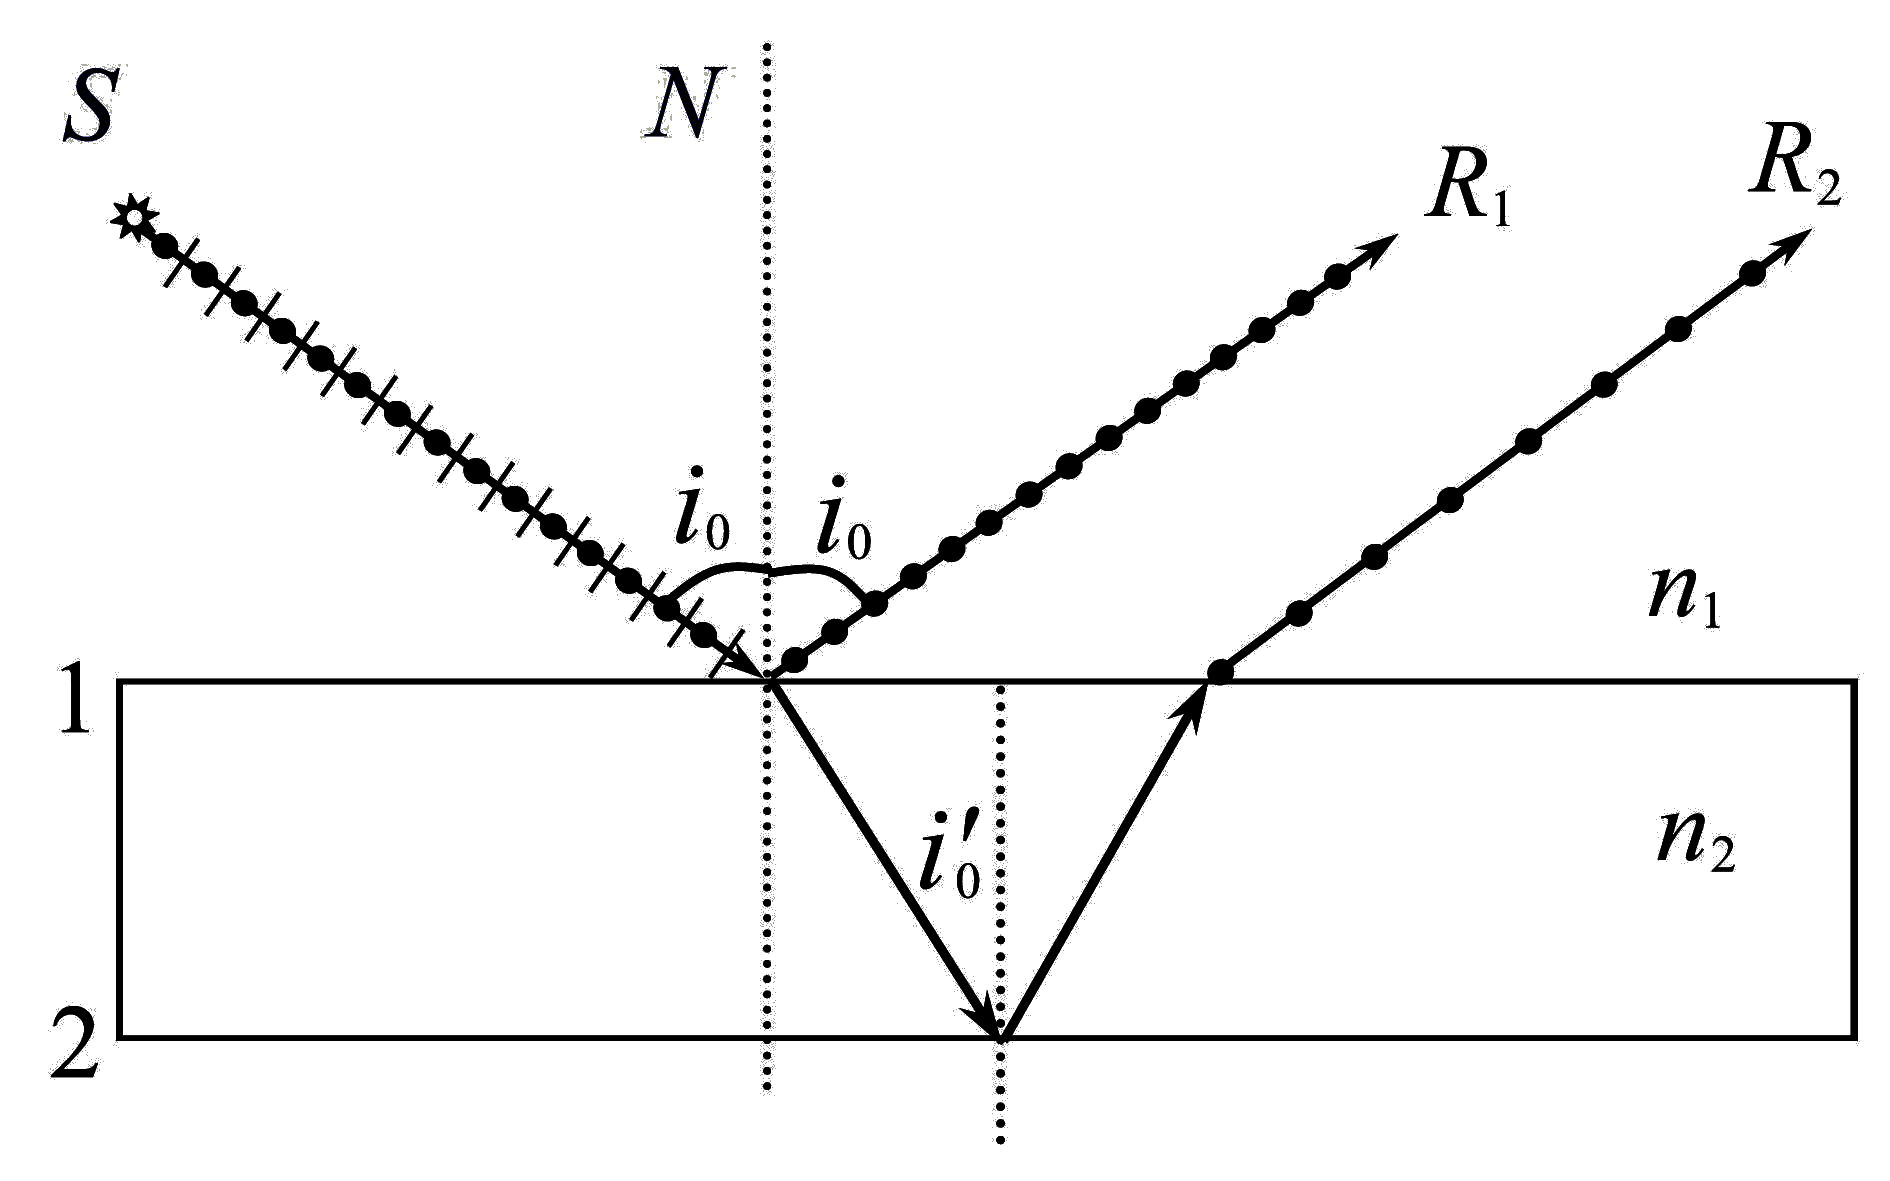 S
N
R₁
R₂
i₀
i₀
n₁
1
i′₀
n₂
2